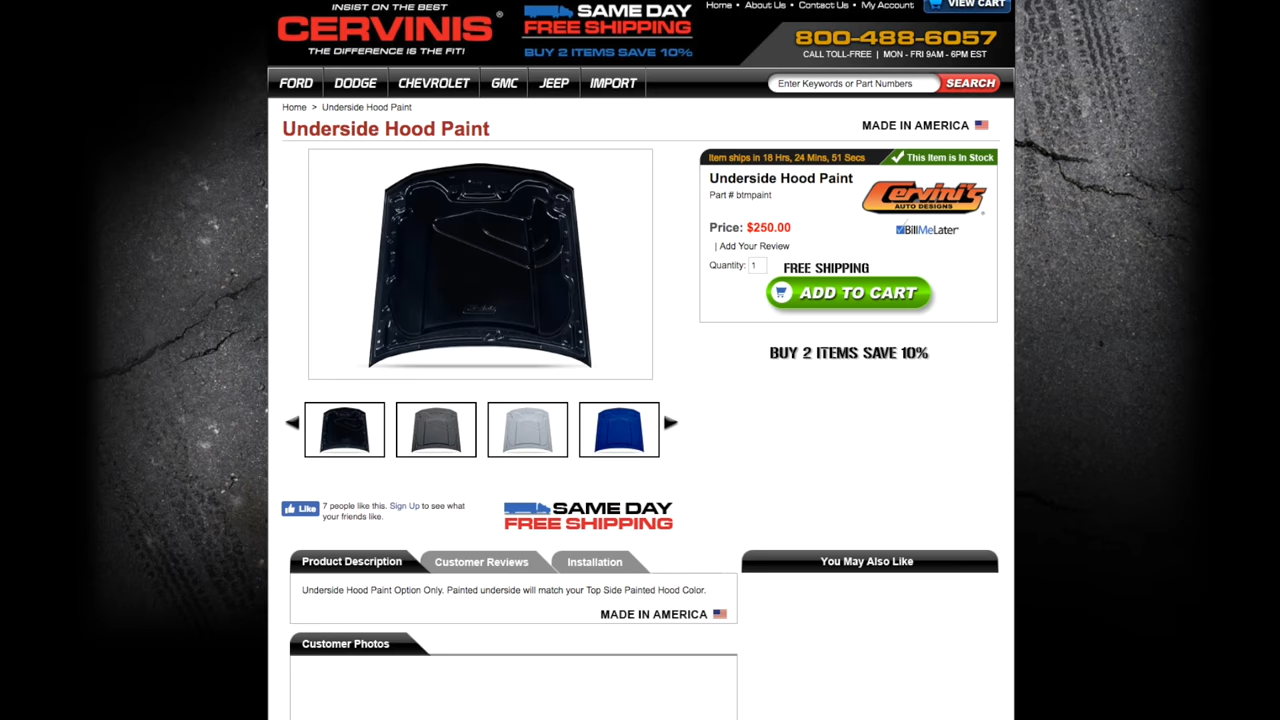 INSIST ON THE BEST
CERVINIS®
THE DIFFERENCE IS THE FIT!
SAME DAY
FREE SHIPPING
BUY 2 ITEMS SAVE 10%
Home • About Us • Contact Us • My Account
VIEW CART
800-488-6057
CALL TOLL-FREE | MON - FRI 9AM - 6PM EST
FORD DODGE CHEVROLET GMC JEEP IMPORT
Enter Keywords or Part Numbers SEARCH
Home > Underside Hood Paint
Underside Hood Paint
MADE IN AMERICA
Item ships in 18 Hrs, 24 Mins, 51 Secs
This Item is In Stock
Underside Hood Paint
Part # btmpaint
Cervini's
AUTO DESIGNS
BillMeLater
Price: $250.00
| Add Your Review
Quantity: 1
FREE SHIPPING
ADD TO CART
BUY 2 ITEMS SAVE 10%
Like 7 people like this. Sign Up to see what
your friends like.
SAME DAY
FREE SHIPPING
Product Description Customer Reviews Installation
Underside Hood Paint Option Only. Painted underside will match your Top Side Painted Hood Color.
MADE IN AMERICA
You May Also Like
Customer Photos